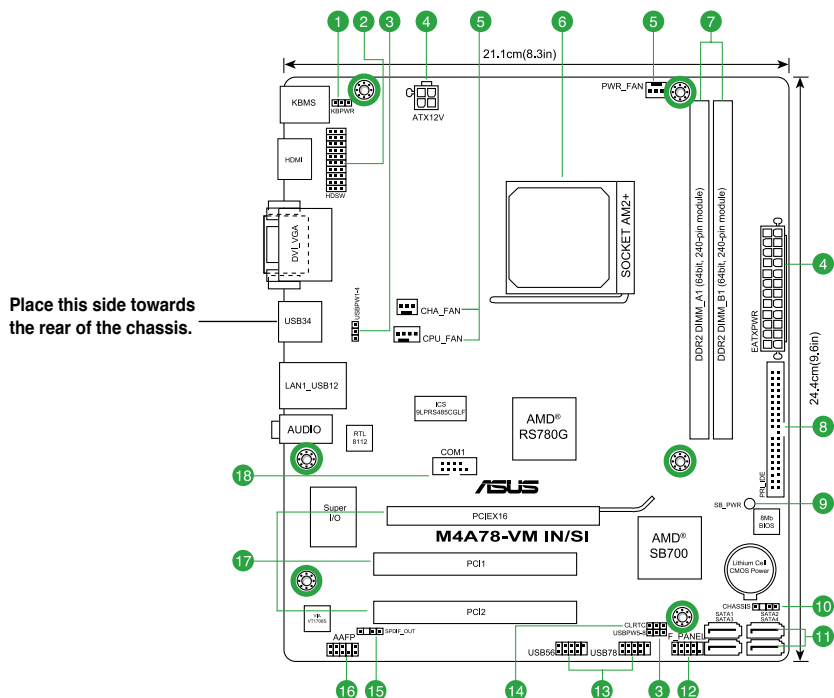 1
2
3
4
5
6
5
7
21.1cm(8.3in)
KBMS
KBPWR
ATX12V
PWR_FAN
HDMI
HDSW
DVI_VGA
SOCKET AM2+
DDR2 DIMM_A1 (64bit, 240-pin module)
DDR2 DIMM_B1 (64bit, 240-pin module)
4
EATXPWR
24.4cm(9.6in)
Place this side towards
the rear of the chassis.
USB34
USBPW1-4
CHA_FAN
CPU_FAN
LAN1_USB12
ICS
9LPRS485CGLF
AMD®
RS780G
8
PRI_IDE
AUDIO
RTL
8112
COM1
18
ASUS
SB_PWR
9
8Mb
BIOS
Super
I/O
PCIEX16
M4A78-VM IN/SI
AMD®
SB700
17
PCI1
Lithium Cell
CMOS Power
PCI2
CHASSIS
10
VIA
VT1708S
SPDIF_OUT
AAFP
CLRTC
USBPW5-8
SATA1
SATA3
SATA2
SATA4
11
F_PANEL
USB56
USB78
16
15
14
13
3
12